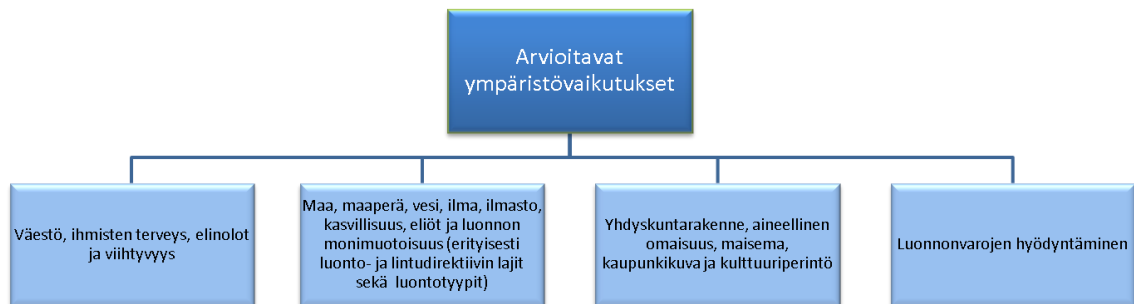 Arvioitavat
ympäristövaikutukset
Väestö, ihmisten terveys, elinolot
ja viihtyvyys
Maa, maaperä, vesi, ilma, ilmasto,
kasvillisuus, eliöt ja luonnon
monimuotoisuus (erityisesti
luonto- ja lintudirektiivin lajit
sekä luontotyypit)
Yhdyskuntarakenne, aineellinen
omaisuus, maisema,
kaupunkikuva ja kulttuuriperintö
Luonnonvarojen hyödyntäminen